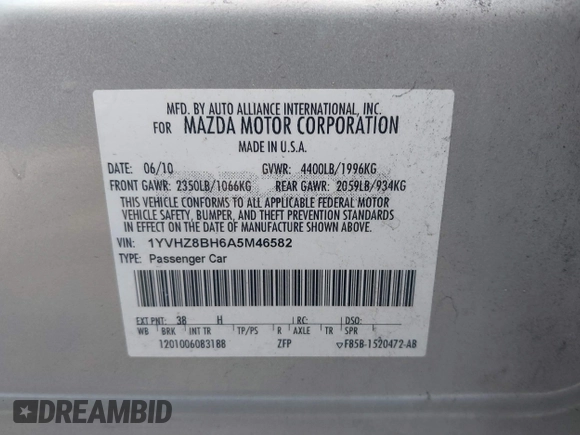 MFD. BY AUTO ALLIANCE INTERNATIONAL, INC.
FOR MAZDA MOTOR CORPORATION
MADE IN U.S.A.
DATE: 06/10 GVWR: 4400LB/1996KG
FRONT GAWR: 2350LB/1066KG REAR GAWR: 2059LB/934KG
THIS VEHICLE CONFORMS TO ALL APPLICABLE FEDERAL MOTOR
VEHICLE SAFETY, BUMPER, AND THEFT PREVENTION STANDARDS
IN EFFECT ON THE DATE OF MANUFACTURE SHOWN ABOVE.
VIN: 1YVHZ8BH6A5M46582
TYPE: Passenger Car
EXT PNT: 38 H RC: DSO:
WB BRK INT TR TP/PS R AXLE TR SPR
1201006083188 ZFP F85B-1520472-AB
DREAMBID